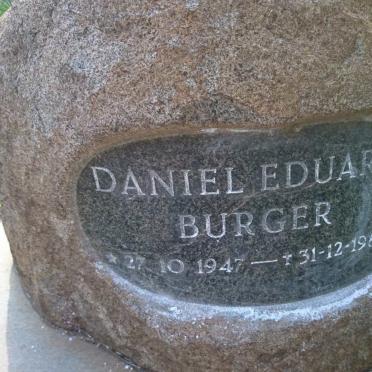 DANIEL EDUAR
BURGER
* 27 10 1947 — † 31-12-198